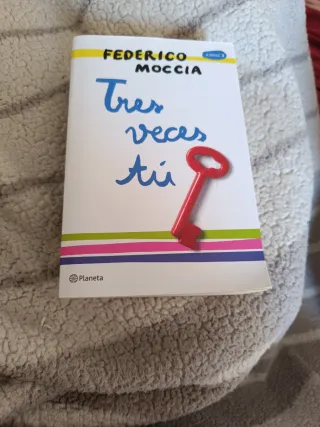 FEDERICO
MOCCIA
Tres
veces
tú
Planeta